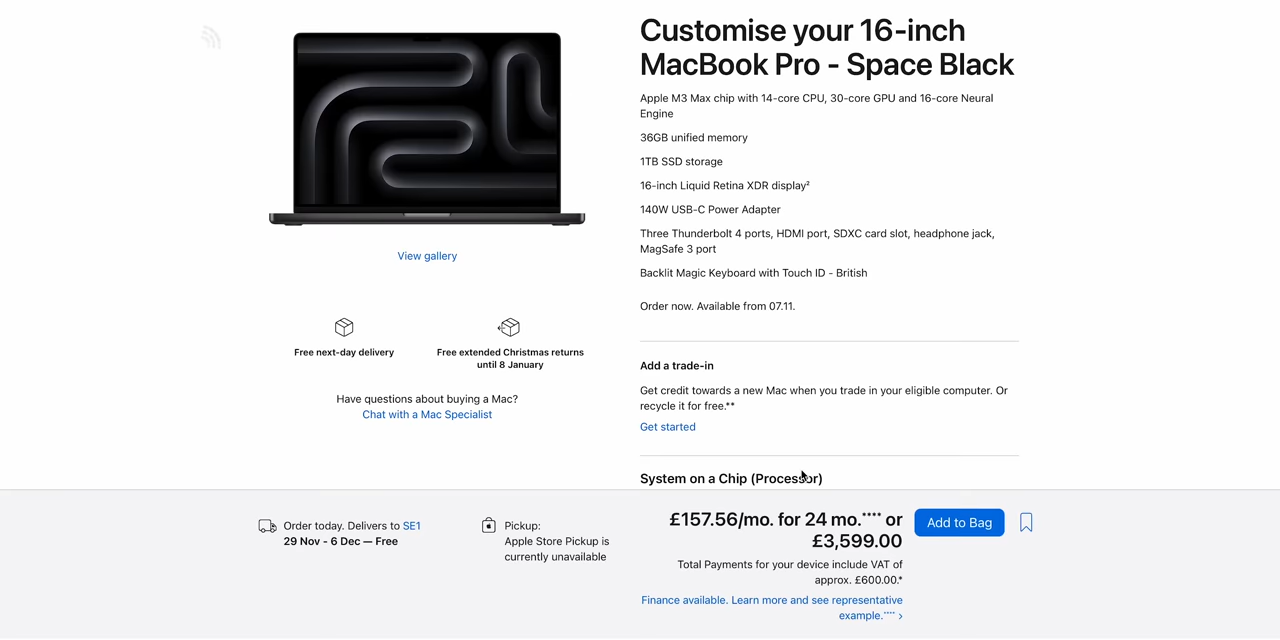 Customise your 16-inch
MacBook Pro - Space Black
Apple M3 Max chip with 14-core CPU, 30-core GPU and 16-core Neural
Engine
36GB unified memory
1TB SSD storage
16-inch Liquid Retina XDR display²
140W USB-C Power Adapter
Three Thunderbolt 4 ports, HDMI port, SDXC card slot, headphone jack,
MagSafe 3 port
Backlit Magic Keyboard with Touch ID - British
Order now. Available from 07.11.
View gallery
Free next-day delivery
Free extended Christmas returns
until 8 January
Have questions about buying a Mac?
Chat with a Mac Specialist
Add a trade-in
Get credit towards a new Mac when you trade in your eligible computer. Or
recycle it for free.**
Get started
System on a Chip (Processor)
Order today. Delivers to SE1
29 Nov - 6 Dec — Free
Pickup:
Apple Store Pickup is
currently unavailable
£157.56/mo. for 24 mo.**** or
£3,599.00
Total Payments for your device include VAT of
approx. £600.00.*
Finance available. Learn more and see representative
example.**** ›
Add to Bag